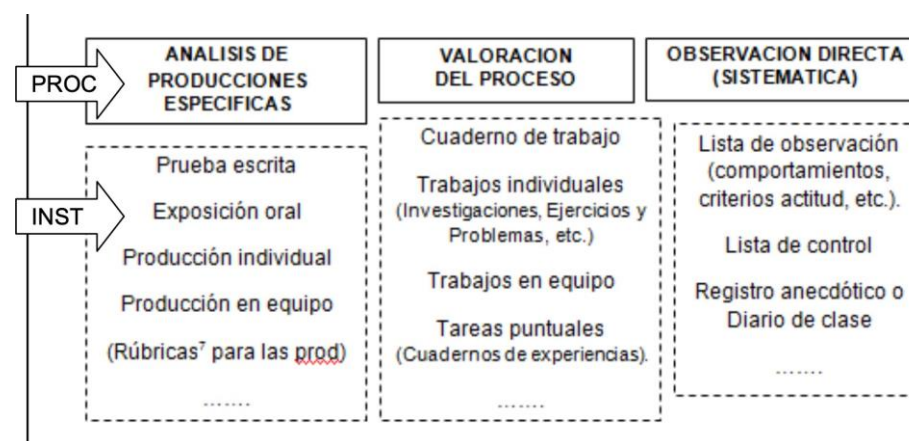 PROC
ANALISIS DE
PRODUCCIONES
ESPECIFICAS
VALORACION
DEL PROCESO
OBSERVACION DIRECTA
(SISTEMATICA)
INST
Prueba escrita
Exposición oral
Producción individual
Producción en equipo
(Rúbricas⁷ para las prod)
.......
Cuaderno de trabajo
Trabajos individuales
(Investigaciones, Ejercicios y
Problemas, etc.)
Trabajos en equipo
Tareas puntuales
(Cuadernos de experiencias).
.......
Lista de observación
(comportamientos,
criterios actitud, etc.).
Lista de control
Registro anecdótico o
Diario de clase
.......